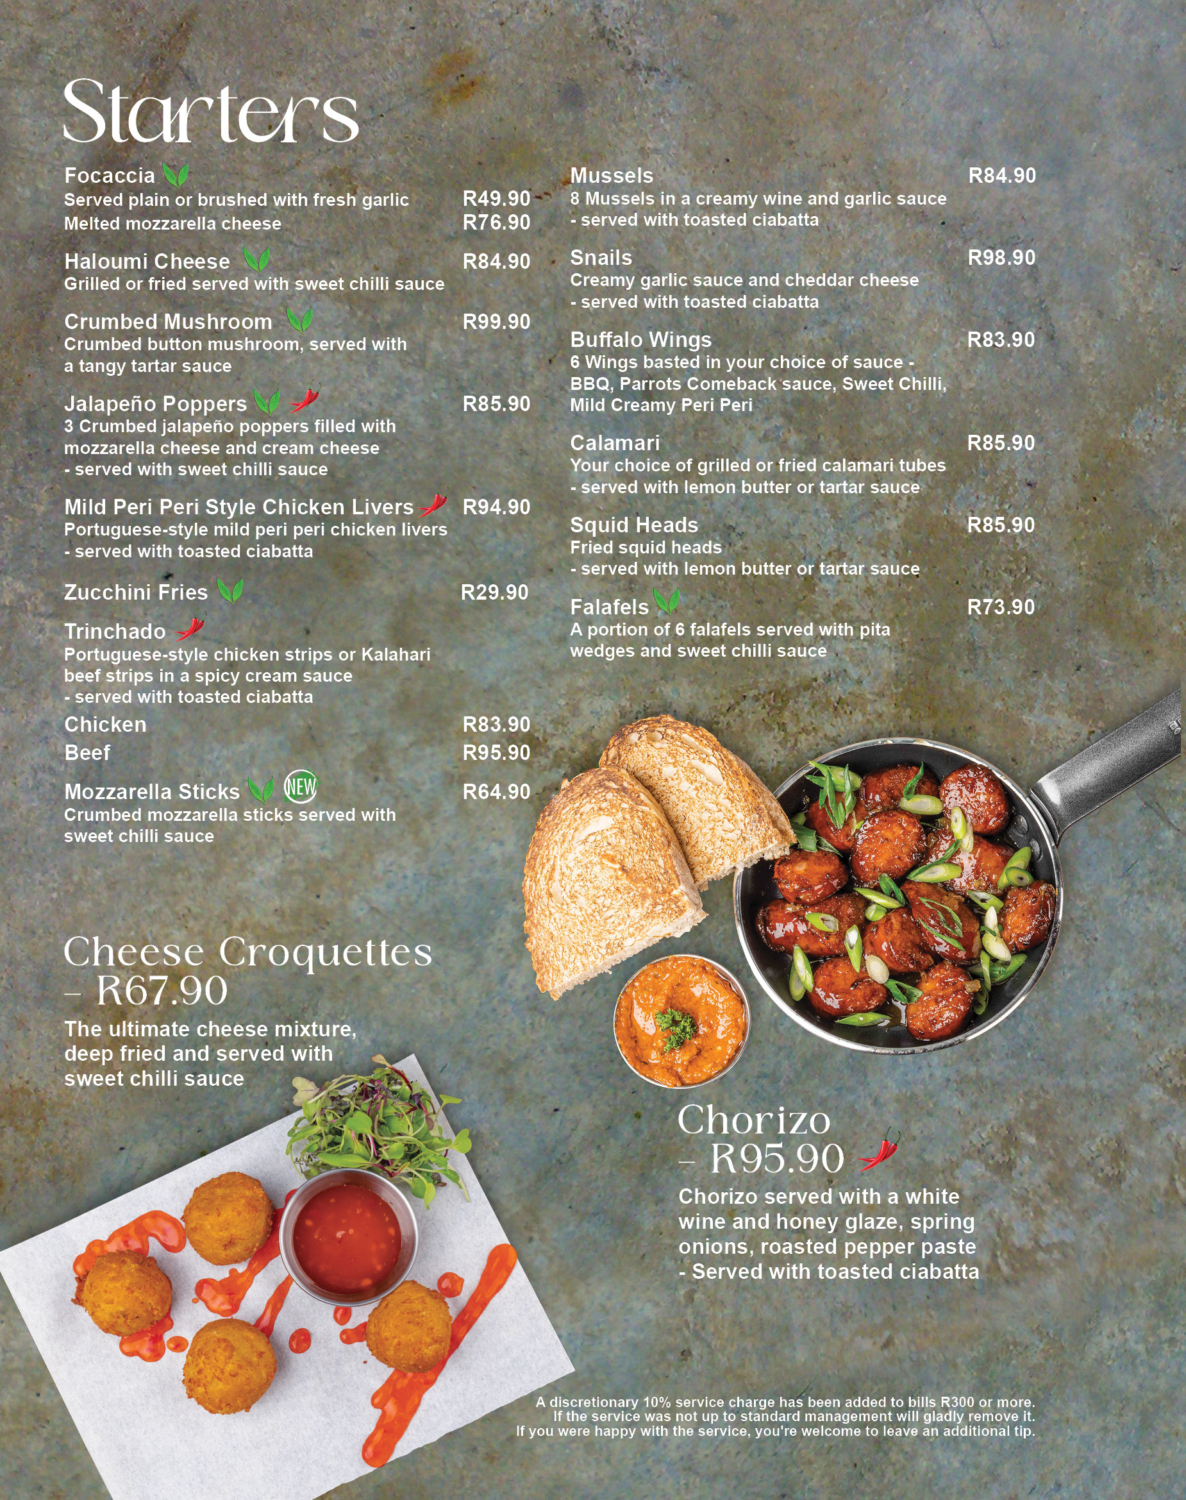 Starters
Focaccia
Served plain or brushed with fresh garlic R49.90
Melted mozzarella cheese R76.90
Haloumi Cheese R84.90
Grilled or fried served with sweet chilli sauce
Crumbed Mushroom R99.90
Crumbed button mushroom, served with
a tangy tartar sauce
Jalapeño Poppers R85.90
3 Crumbed jalapeño poppers filled with
mozzarella cheese and cream cheese
- served with sweet chilli sauce
Mild Peri Peri Style Chicken Livers R94.90
Portuguese-style mild peri peri chicken livers
- served with toasted ciabatta
Zucchini Fries R29.90
Trinchado
Portuguese-style chicken strips or Kalahari
beef strips in a spicy cream sauce
- served with toasted ciabatta
Chicken R83.90
Beef R95.90
Mozzarella Sticks NEW R64.90
Crumbed mozzarella sticks served with
sweet chilli sauce
Mussels R84.90
8 Mussels in a creamy wine and garlic sauce
- served with toasted ciabatta
Snails R98.90
Creamy garlic sauce and cheddar cheese
- served with toasted ciabatta
Buffalo Wings R83.90
6 Wings basted in your choice of sauce -
BBQ, Parrots Comeback sauce, Sweet Chilli,
Mild Creamy Peri Peri
Calamari R85.90
Your choice of grilled or fried calamari tubes
- served with lemon butter or tartar sauce
Squid Heads R85.90
Fried squid heads
- served with lemon butter or tartar sauce
Falafels R73.90
A portion of 6 falafels served with pita
wedges and sweet chilli sauce
Cheese Croquettes
– R67.90
The ultimate cheese mixture,
deep fried and served with
sweet chilli sauce
Chorizo
– R95.90
Chorizo served with a white
wine and honey glaze, spring
onions, roasted pepper paste
- Served with toasted ciabatta
A discretionary 10% service charge has been added to bills R300 or more.
If the service was not up to standard management will gladly remove it.
If you were happy with the service, you're welcome to leave an additional tip.